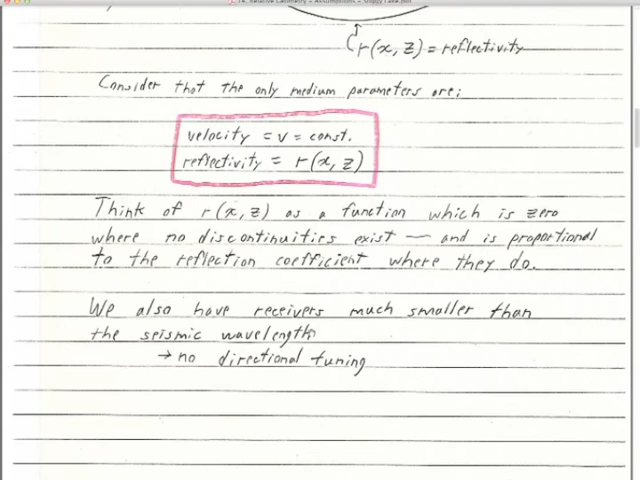 r(x,z) = reflectivity
Consider that the only medium parameters are:
velocity = v = const.
reflectivity = r(x,z)
Think of r(x,z) as a function which is zero
where no discontinuities exist — and is proportional
to the reflection coefficient where they do.
We also have receivers much smaller than
the seismic wavelength
→ no directional tuning